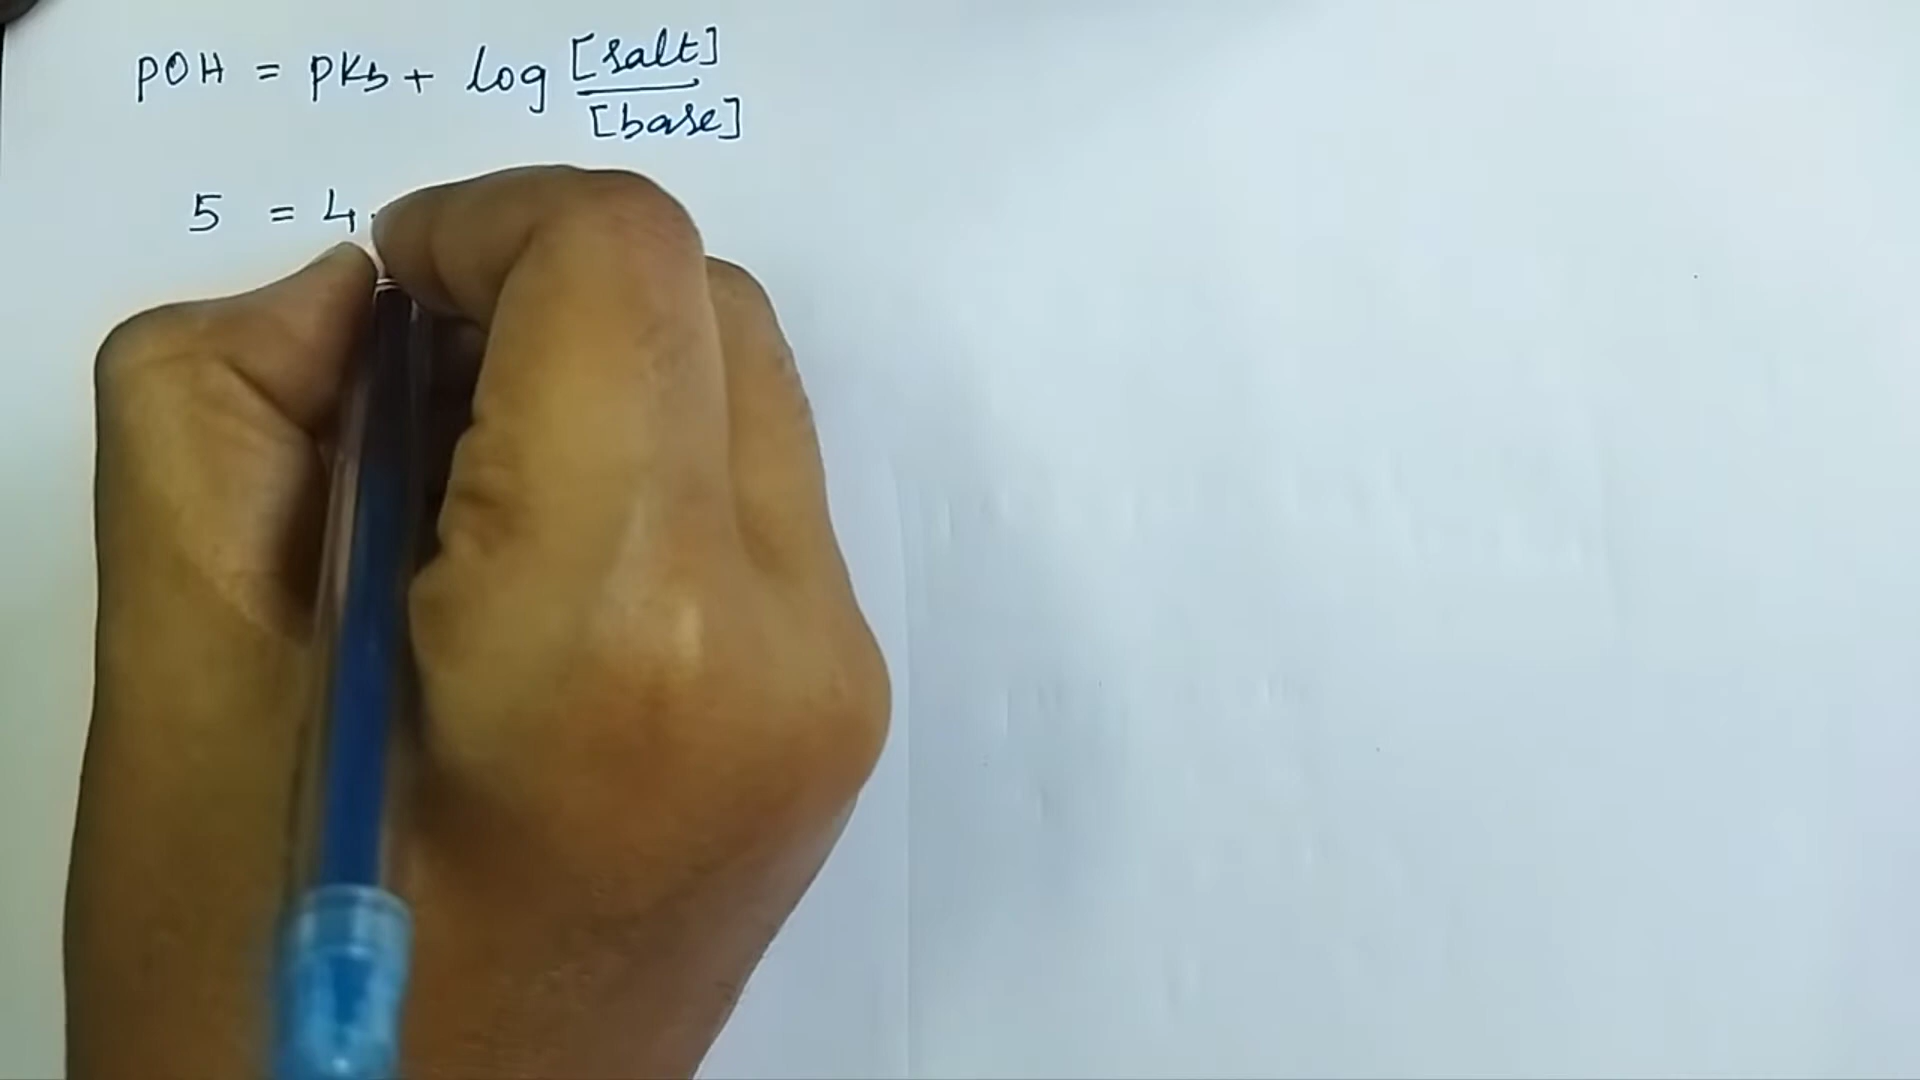 pOH = pKb + log [salt]/[base]
5 = 4.